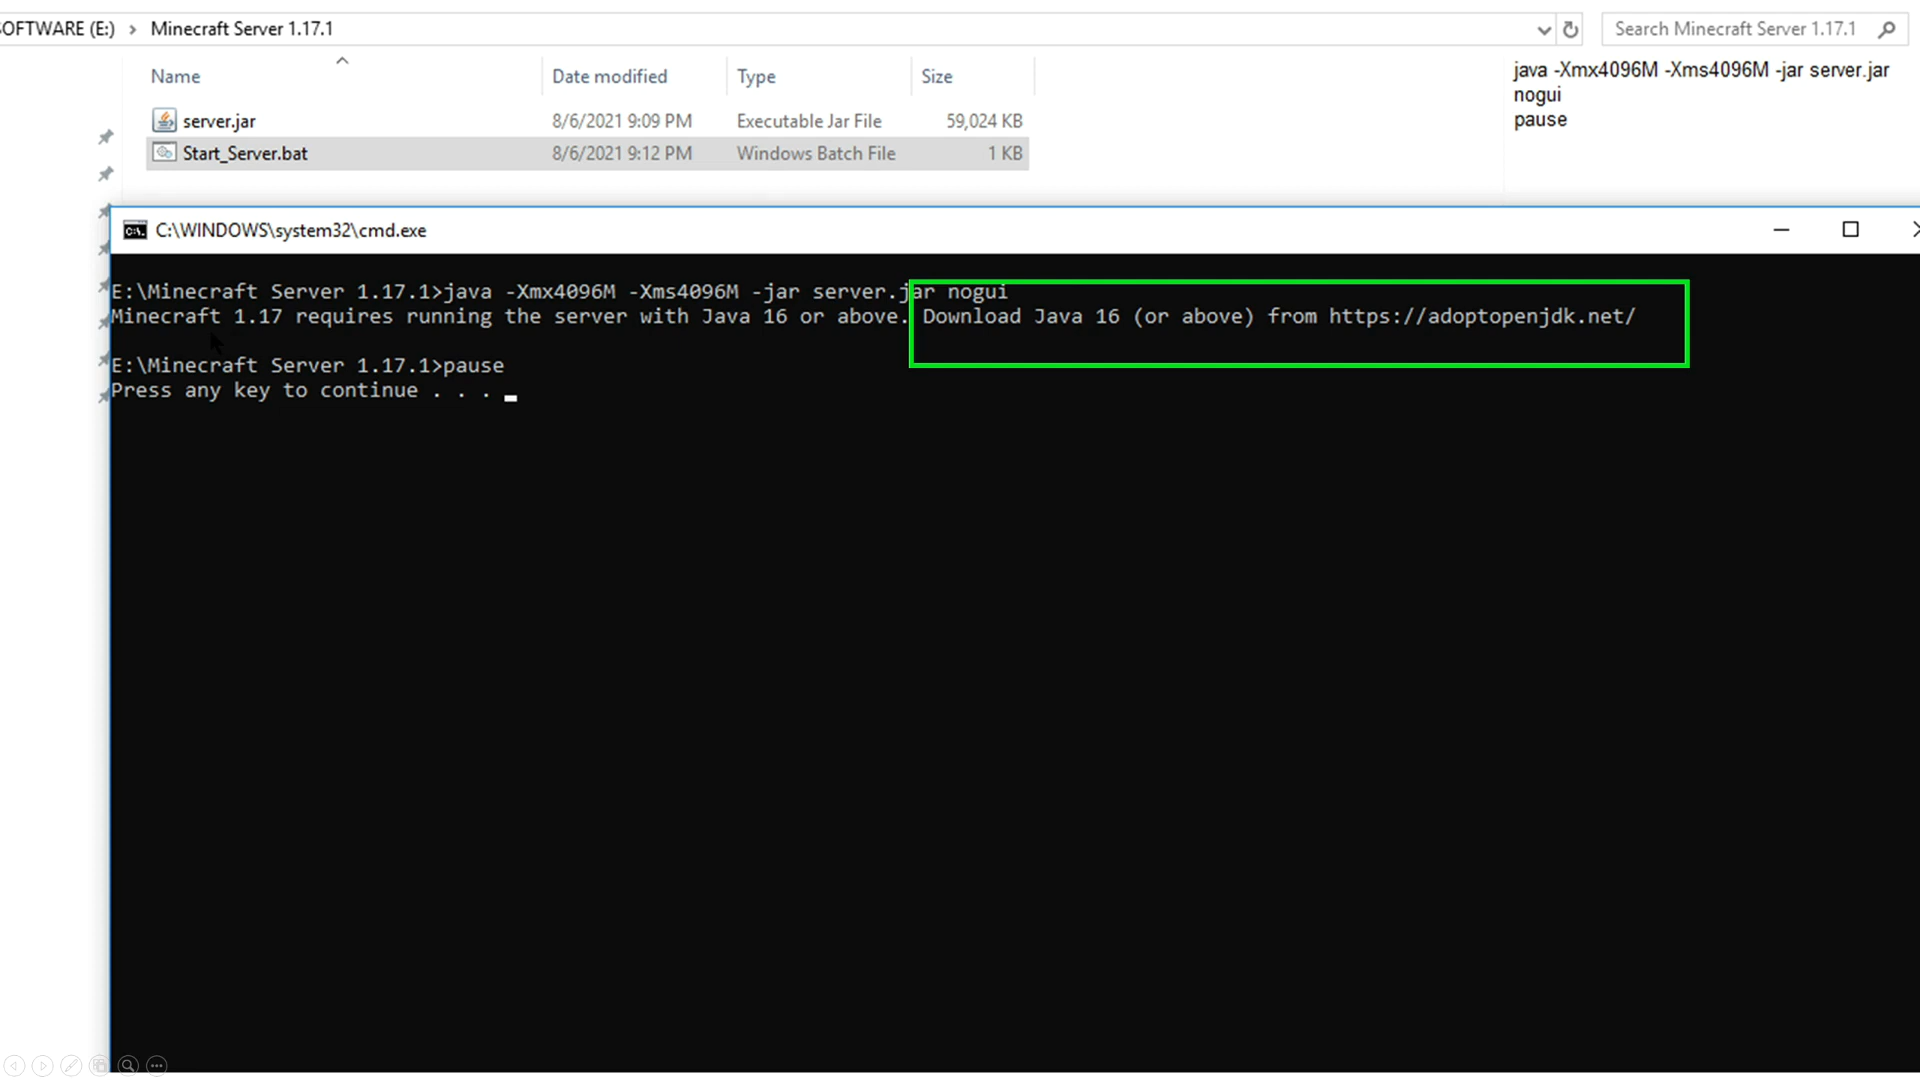 SOFTWARE (E:) > Minecraft Server 1.17.1
Search Minecraft Server 1.17.1
Name Date modified Type Size
server.jar 8/6/2021 9:09 PM Executable Jar File 59,024 KB
Start_Server.bat 8/6/2021 9:12 PM Windows Batch File 1 KB
java -Xmx4096M -Xms4096M -jar server.jar
nogui
pause
C:\WINDOWS\system32\cmd.exe
E:\Minecraft Server 1.17.1>java -Xmx4096M -Xms4096M -jar server.jar nogui
Minecraft 1.17 requires running the server with Java 16 or above. Download Java 16 (or above) from https://adoptopenjdk.net/
E:\Minecraft Server 1.17.1>pause
Press any key to continue . . .